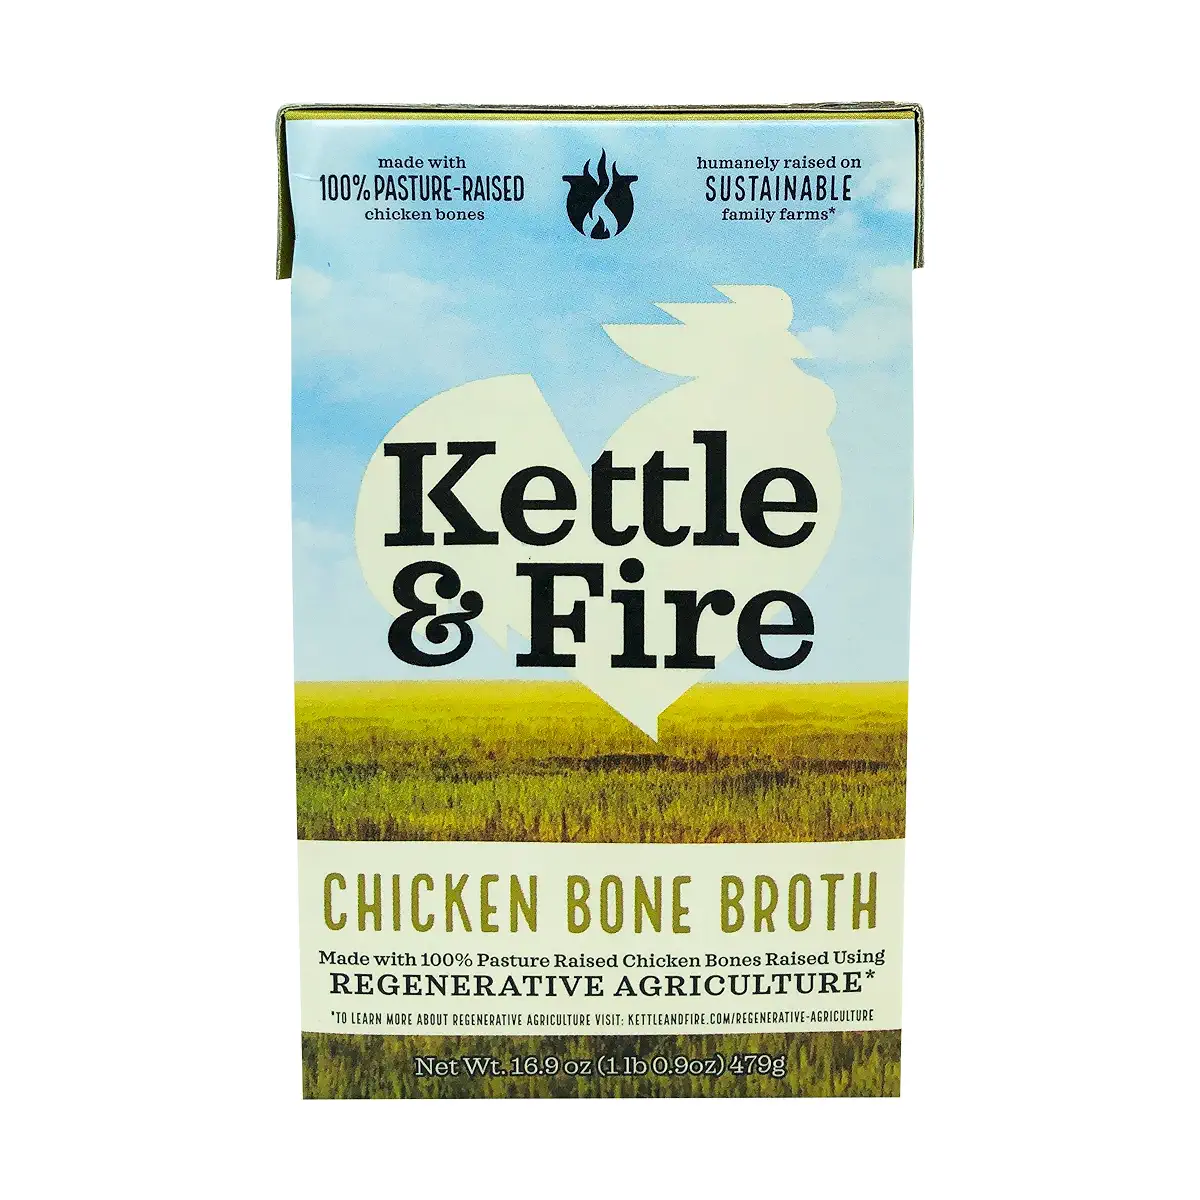 made with
100% PASTURE-RAISED
chicken bones
humanely raised on
SUSTAINABLE
family farms*
Kettle
& Fire
CHICKEN BONE BROTH
Made with 100% Pasture Raised Chicken Bones Raised Using
REGENERATIVE AGRICULTURE*
*TO LEARN MORE ABOUT REGENERATIVE AGRICULTURE VISIT: KETTLEANDFIRE.COM/REGENERATIVE-AGRICULTURE
Net Wt. 16.9 oz (1 lb 0.9oz) 479g